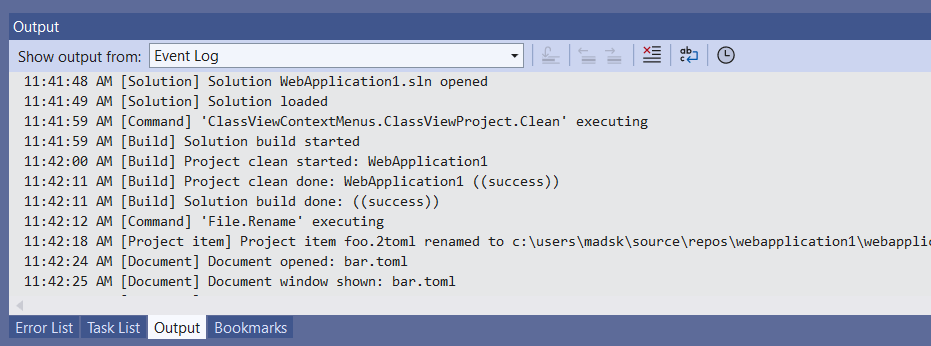 Output
Show output from: Event Log
11:41:48 AM [Solution] Solution WebApplication1.sln opened
11:41:49 AM [Solution] Solution loaded
11:41:59 AM [Command] 'ClassViewContextMenus.ClassViewProject.Clean' executing
11:41:59 AM [Build] Solution build started
11:42:00 AM [Build] Project clean started: WebApplication1
11:42:11 AM [Build] Project clean done: WebApplication1 ((success))
11:42:11 AM [Build] Solution build done: ((success))
11:42:12 AM [Command] 'File.Rename' executing
11:42:18 AM [Project item] Project item foo.2toml renamed to c:\users\madsk\source\repos\webapplication1\webapplic
11:42:24 AM [Document] Document opened: bar.toml
11:42:25 AM [Document] Document window shown: bar.toml
Error List Task List Output Bookmarks